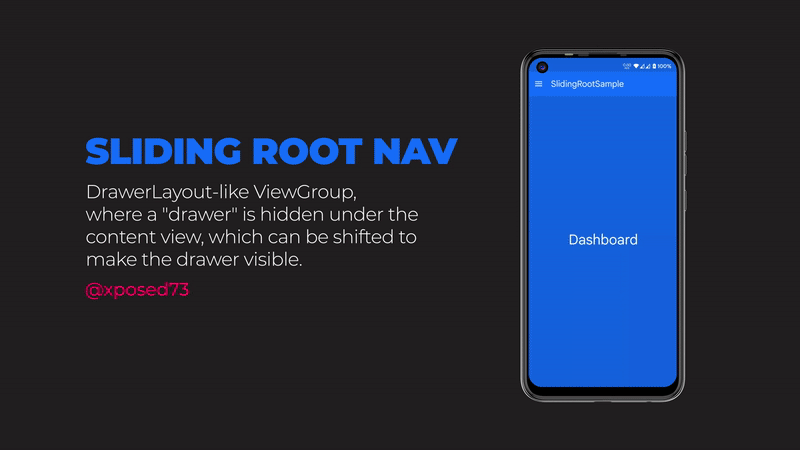 SLIDING ROOT NAV
DrawerLayout-like ViewGroup,
where a "drawer" is hidden under the
content view, which can be shifted to
make the drawer visible.
@xposed73
100%
SlidingRootSample
Dashboard